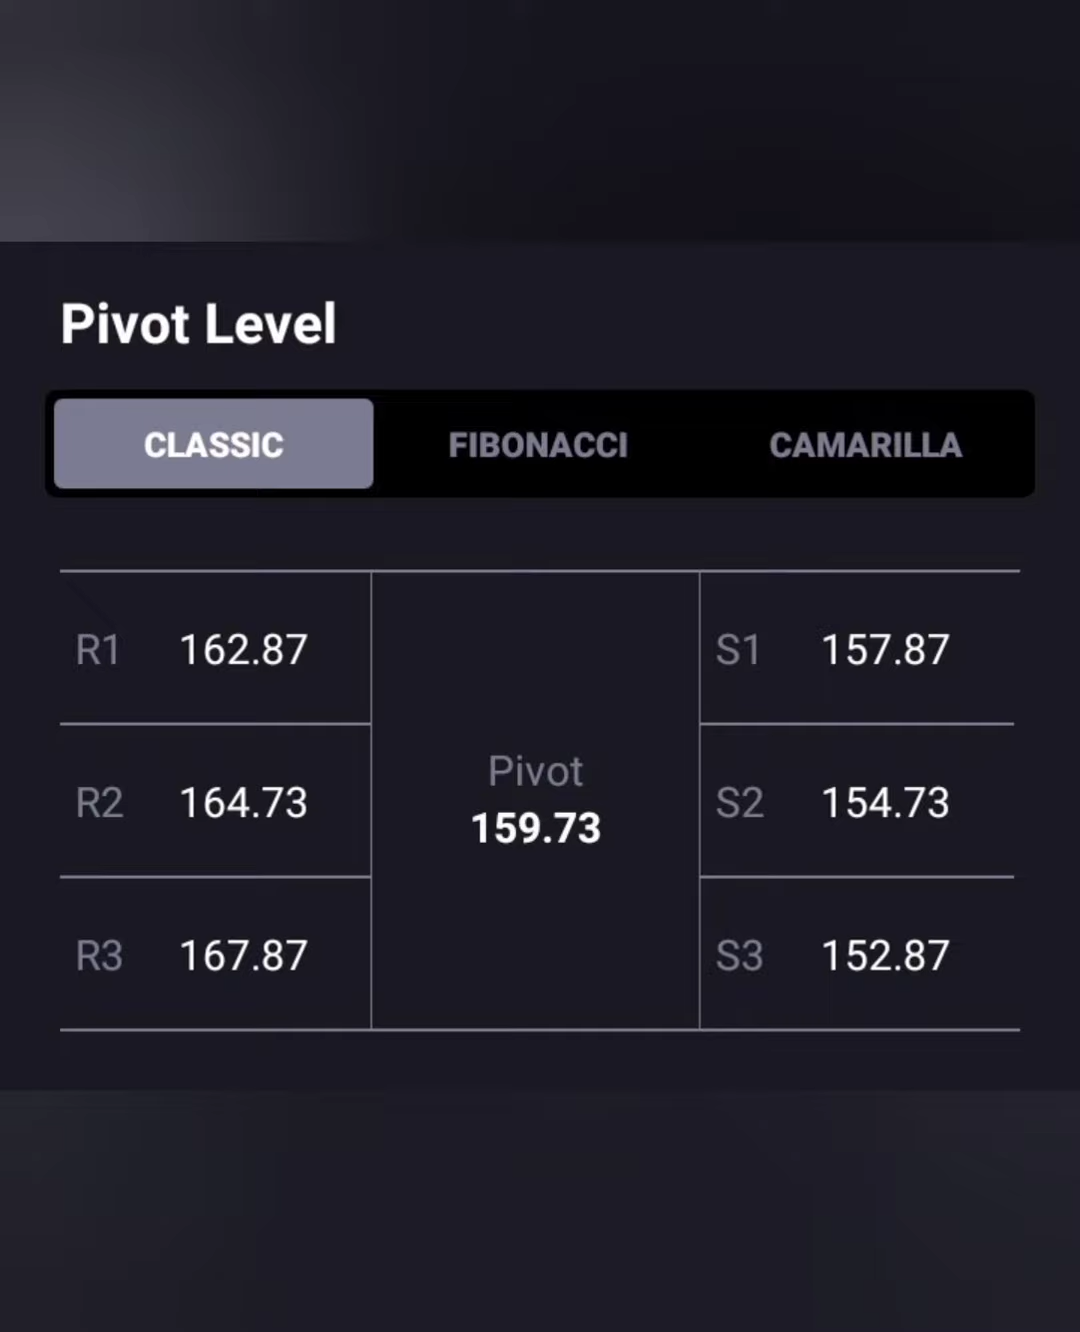 Pivot Level
CLASSIC FIBONACCI CAMARILLA
R1 162.87 S1 157.87
R2 164.73 Pivot S2 154.73
159.73
R3 167.87 S3 152.87